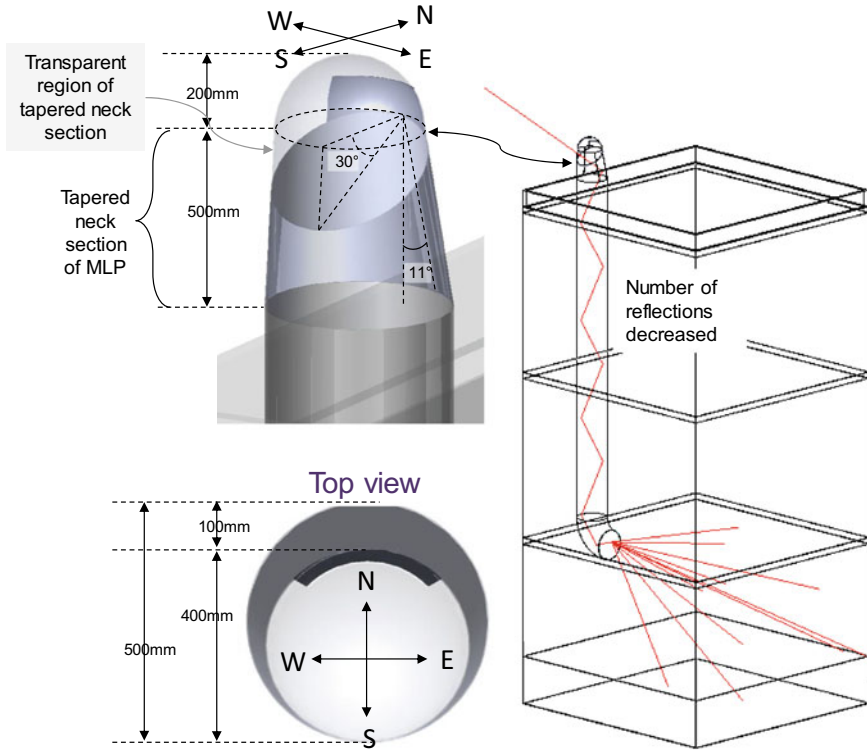 W
N
S
E
Transparent
region of
tapered neck
section
200mm
30°
Tapered
neck
section
of MLP
500mm
11°
Number of
reflections
decreased
Top view
100mm
400mm
500mm
N
W
E
S